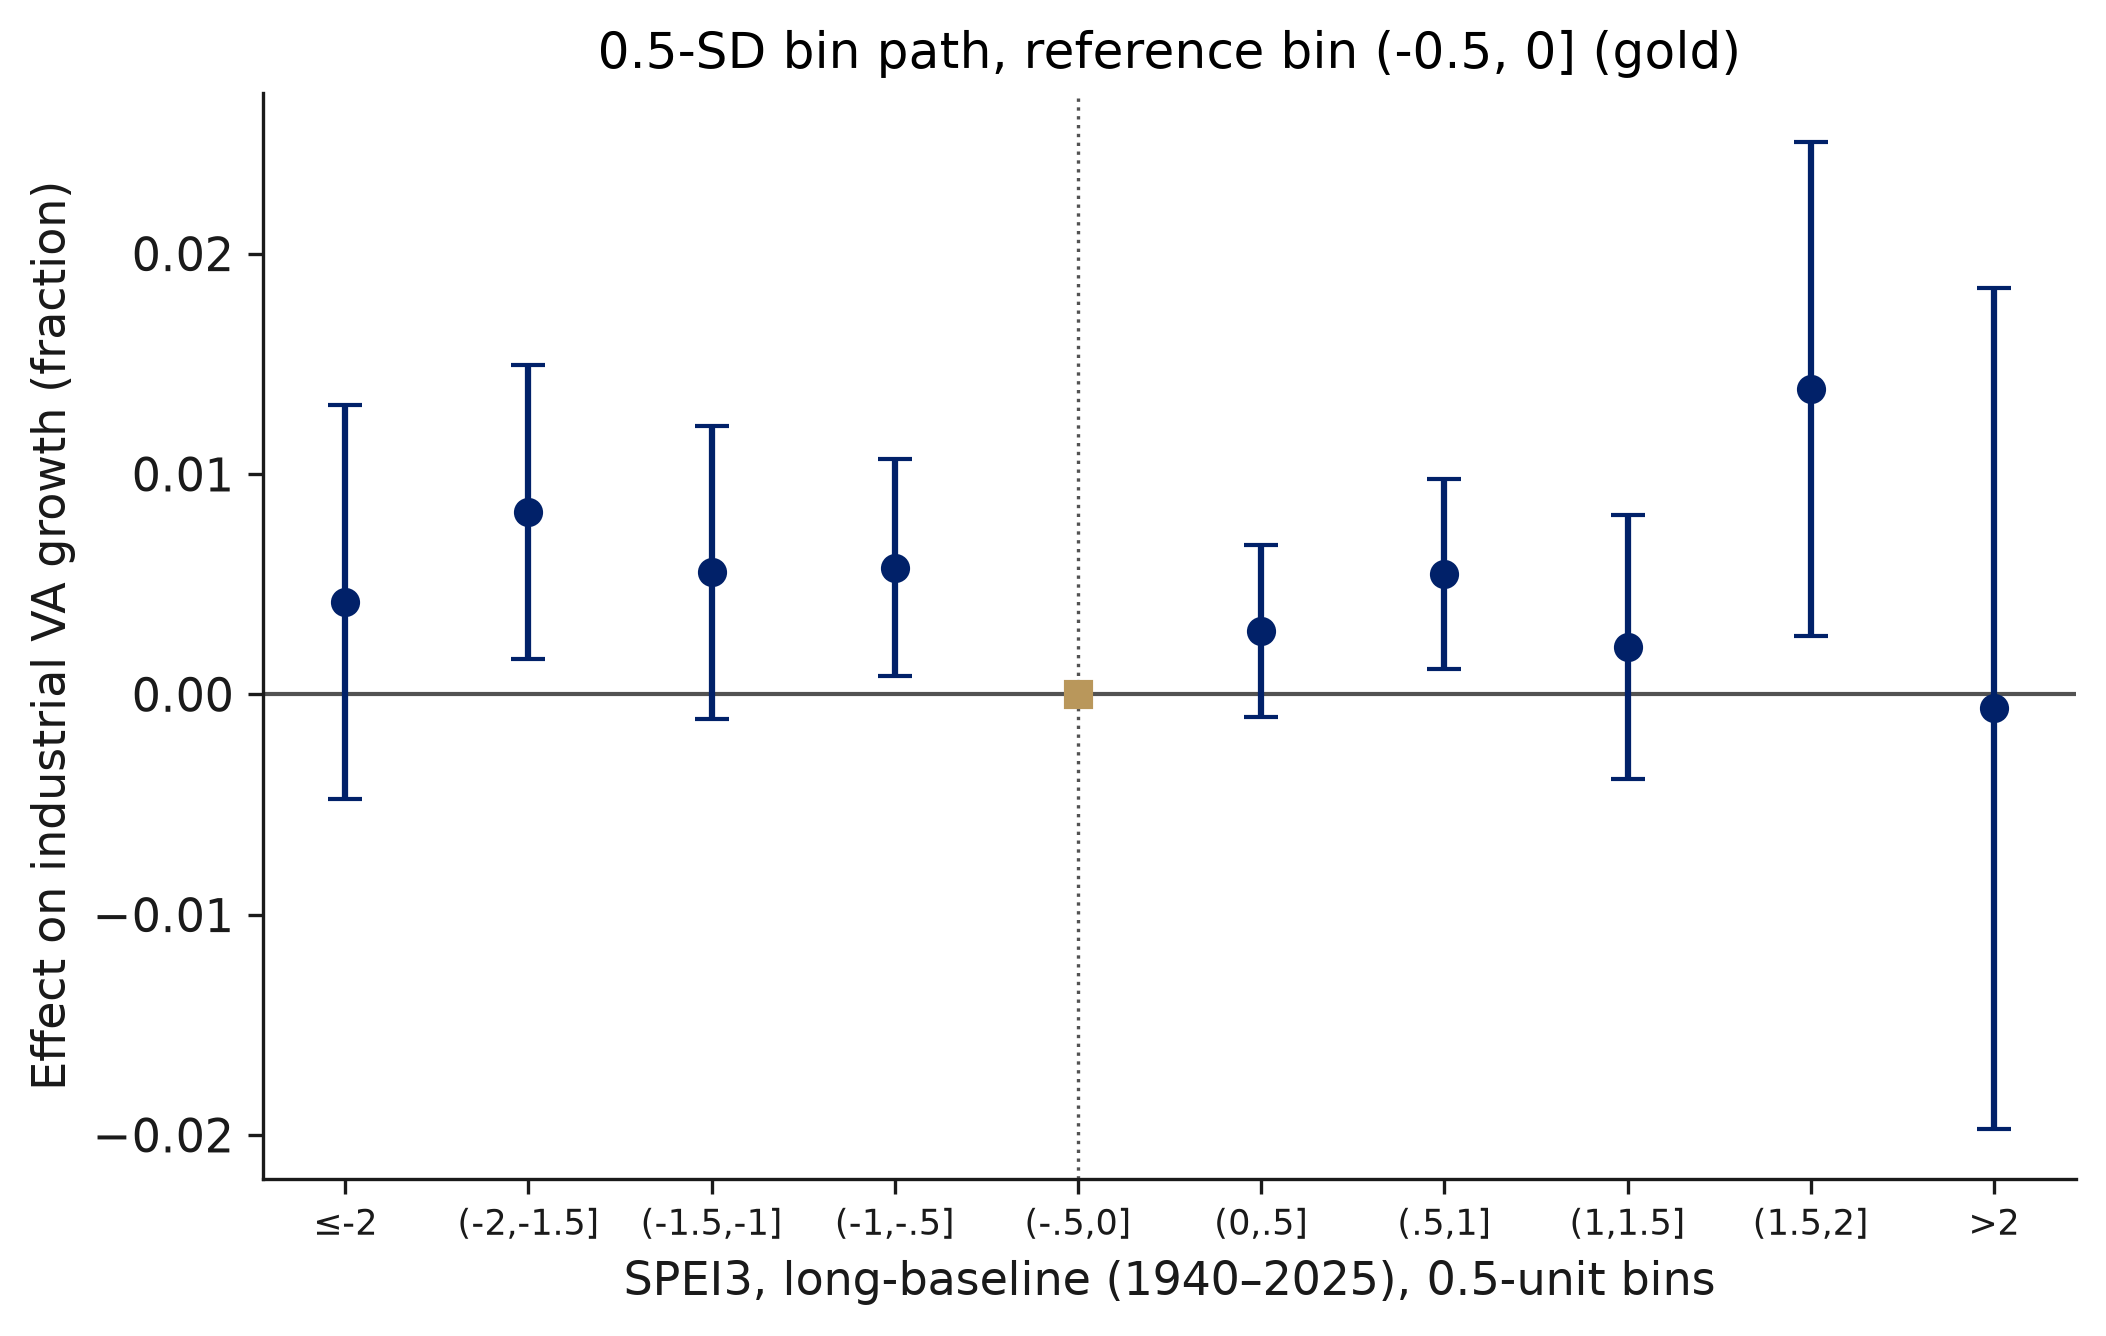 0.5-SD bin path, reference bin (-0.5, 0] (gold)
Effect on industrial VA growth (fraction)
0.02
0.01
0.00
−0.01
−0.02
≤-2 (-2,-1.5] (-1.5,-1] (-1,-.5] (-.5,0] (0,.5] (.5,1] (1,1.5] (1.5,2] >2
SPEI3, long-baseline (1940–2025), 0.5-unit bins